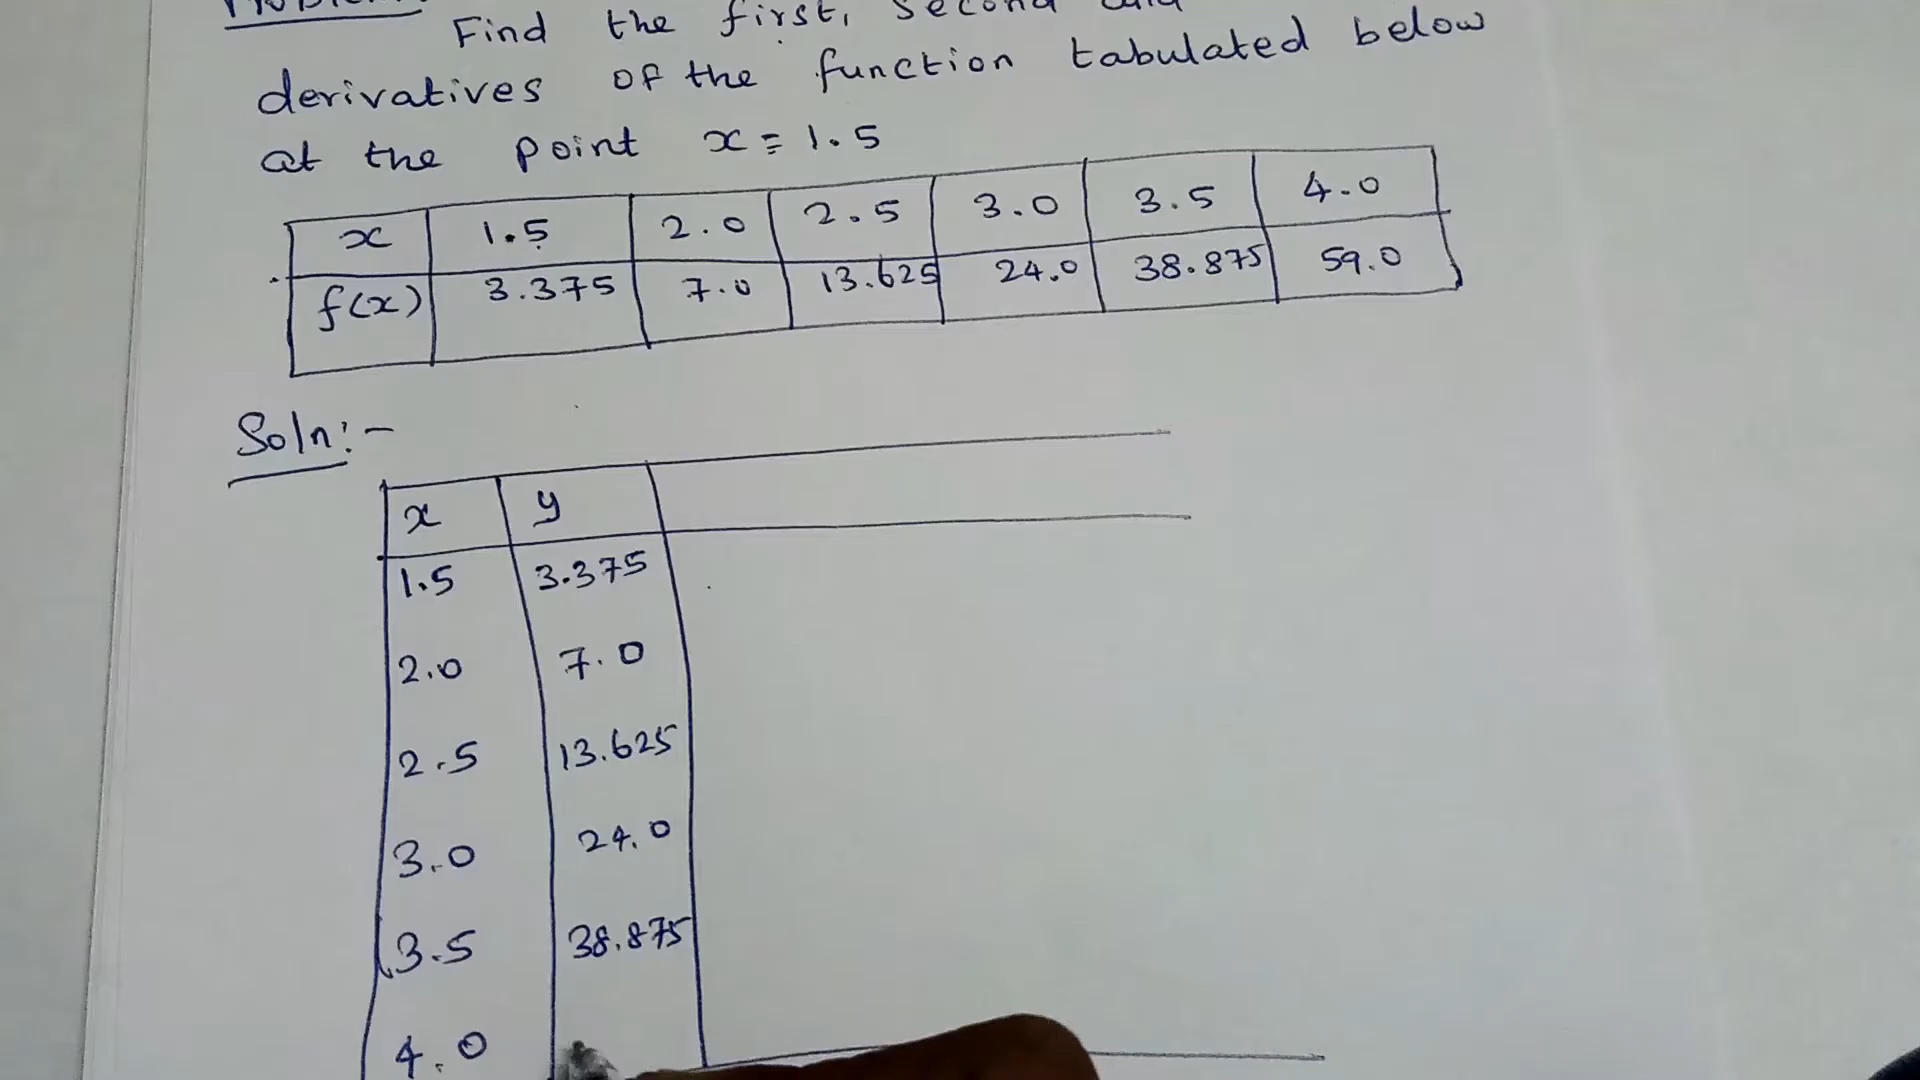 Find the first, second and
derivatives of the function tabulated below
at the point x = 1.5
x 1.5 2.0 2.5 3.0 3.5 4.0
f(x) 3.375 7.0 13.625 24.0 38.875 59.0
Soln:-
x y
1.5 3.375
2.0 7.0
2.5 13.625
3.0 24.0
3.5 38.875
4.0